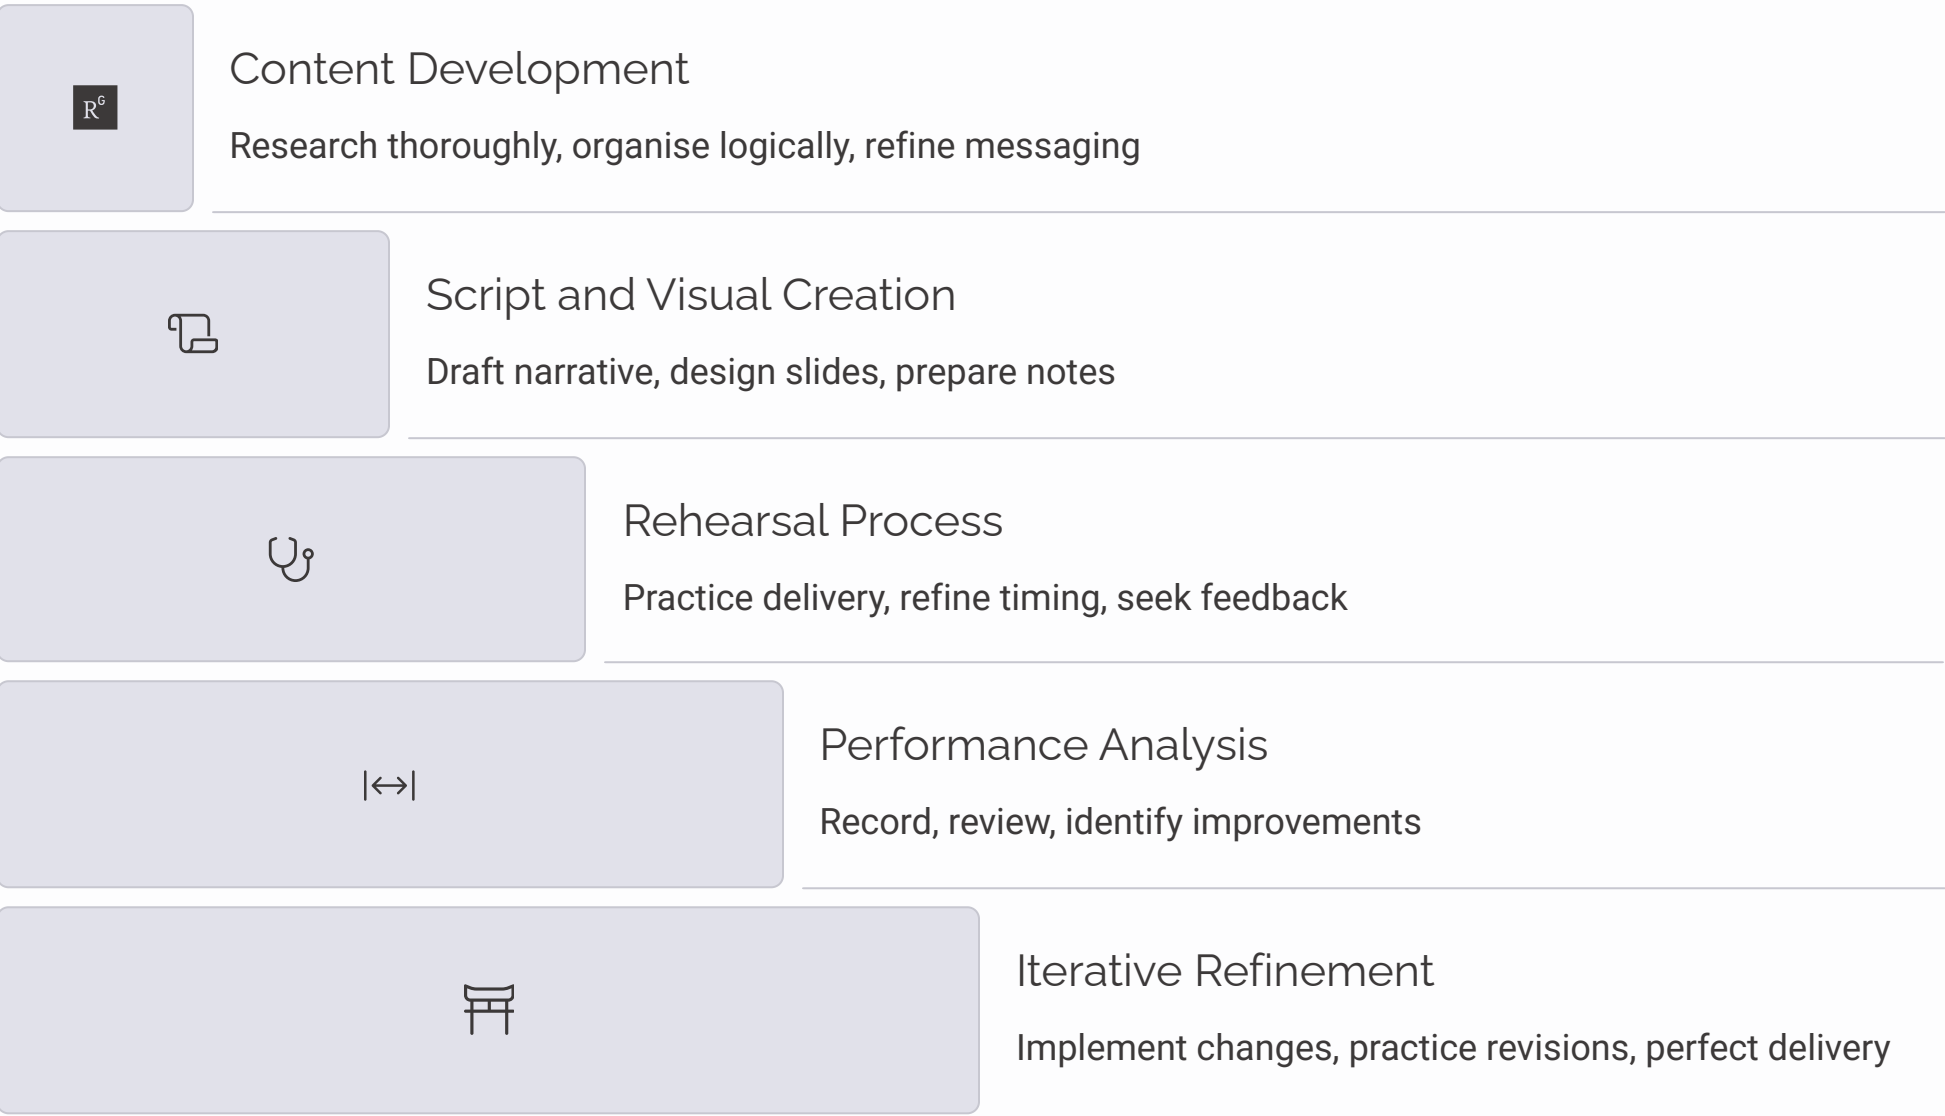 RG
Content Development
Research thoroughly, organise logically, refine messaging
Script and Visual Creation
Draft narrative, design slides, prepare notes
Rehearsal Process
Practice delivery, refine timing, seek feedback
Performance Analysis
Record, review, identify improvements
Iterative Refinement
Implement changes, practice revisions, perfect delivery